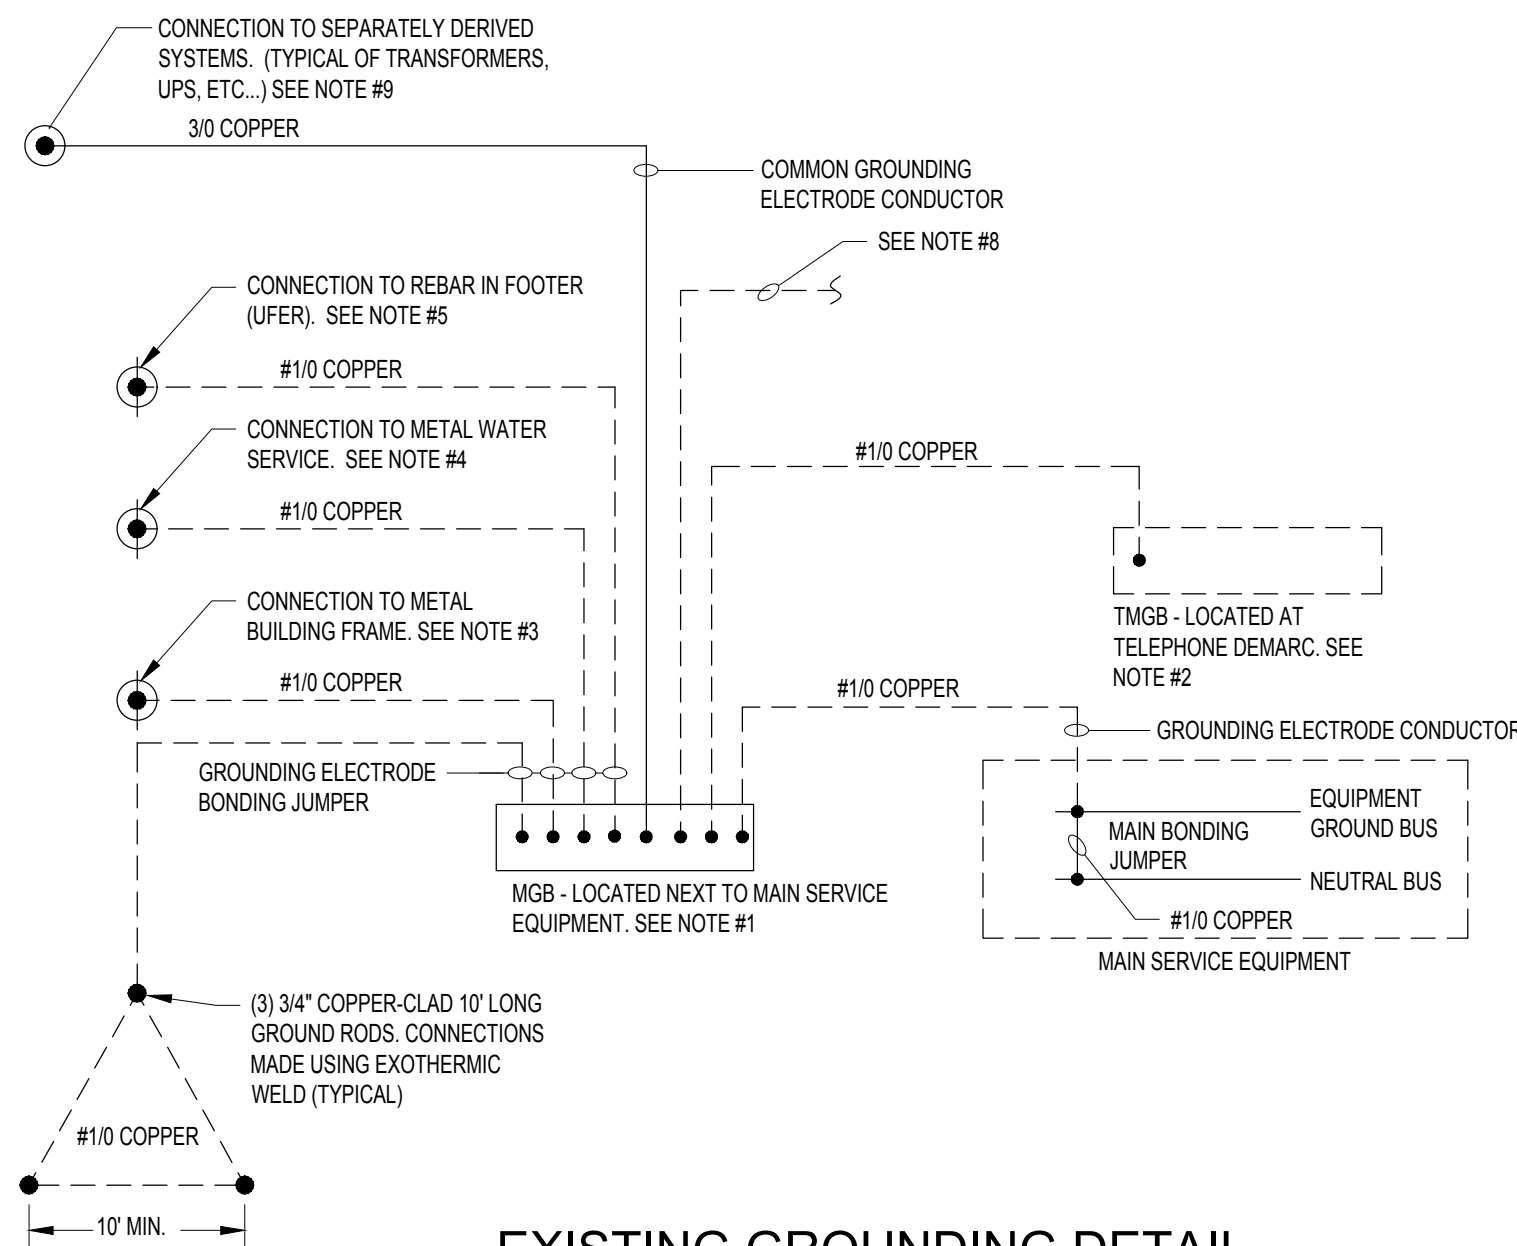 CONNECTION TO SEPARATELY DERIVED
SYSTEMS.  (TYPICAL OF TRANSFORMERS,
UPS, ETC...) SEE NOTE #9
3/0 COPPER
COMMON GROUNDING
ELECTRODE CONDUCTOR
SEE NOTE #8
CONNECTION TO REBAR IN FOOTER
(UFER).  SEE NOTE #5
#1/0 COPPER
CONNECTION TO METAL WATER
SERVICE.  SEE NOTE #4
#1/0 COPPER
#1/0 COPPER
CONNECTION TO METAL
BUILDING FRAME. SEE NOTE #3
#1/0 COPPER
TMGB - LOCATED AT
TELEPHONE DEMARC. SEE
NOTE #2
#1/0 COPPER
GROUNDING ELECTRODE CONDUCTOR
GROUNDING ELECTRODE
BONDING JUMPER
EQUIPMENT
GROUND BUS
MAIN BONDING
JUMPER
NEUTRAL BUS
#1/0 COPPER
MAIN SERVICE EQUIPMENT
MGB - LOCATED NEXT TO MAIN SERVICE
EQUIPMENT. SEE NOTE #1
(3) 3/4" COPPER-CLAD 10' LONG
GROUND RODS. CONNECTIONS
MADE USING EXOTHERMIC
WELD (TYPICAL)
#1/0 COPPER
10' MIN.
EXISTING GROUNDING DETAIL